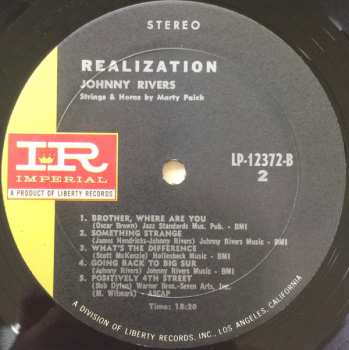 STEREO
REALIZATION
JOHNNY RIVERS
Strings & Horns by Marty Paich
IR
IMPERIAL
A PRODUCT OF LIBERTY RECORDS
LP-12372-B
2
1. BROTHER, WHERE ARE YOU
(Oscar Brown) Jazz Standards Mus. Pub. - BMI
2. SOMETHING STRANGE
(James Hendricks-Johnny Rivers) Johnny Rivers Music - BMI
3. WHAT'S THE DIFFERENCE
(Scott McKenzie) Hollenbeck Music - BMI
4. GOING BACK TO BIG SUR
(Johnny Rivers) Johnny Rivers Music - BMI
5. POSITIVELY 4TH STREET
(Bob Dylan) Warner Bros.-Seven Arts, Inc.
(M. Witmark) - ASCAP
Time: 18:20
A DIVISION OF LIBERTY RECORDS, INC., LOS ANGELES, CALIFORNIA